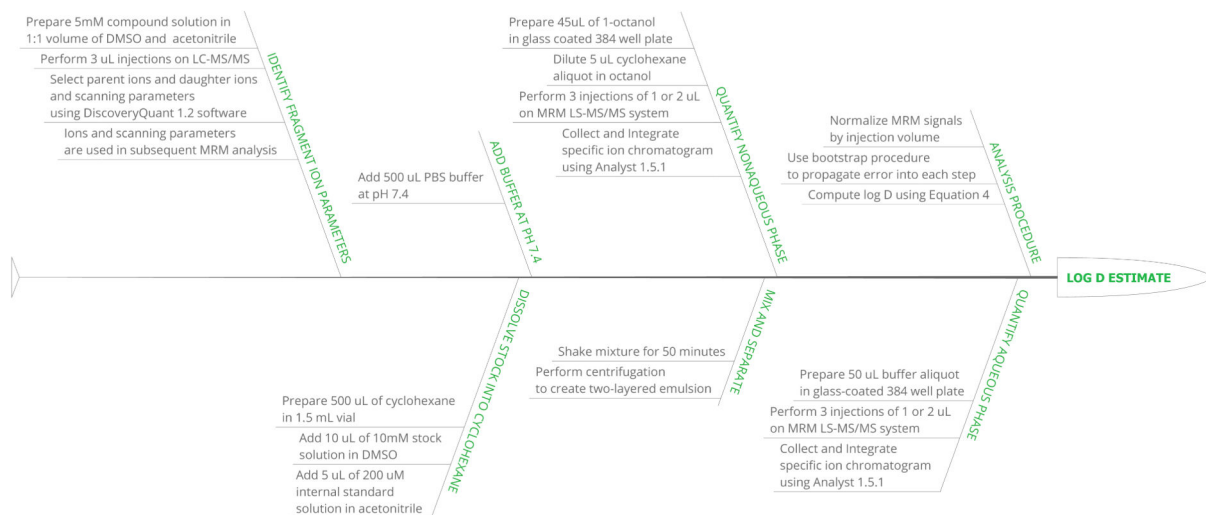 Prepare 5mM compound solution in
1:1 volume of DMSO and acetonitrile
Perform 3 uL injections on LC-MS/MS
Select parent ions and daughter ions
and scanning parameters
using DiscoveryQuant 1.2 software
Ions and scanning parameters
are used in subsequent MRM analysis
IDENTIFY FRAGMENT ION PARAMETERS
Add 500 uL PBS buffer
at pH 7.4
ADD BUFFER AT PH 7.4
Prepare 45uL of 1-octanol
in glass coated 384 well plate
Dilute 5 uL cyclohexane
aliquot in octanol
Perform 3 injections of 1 or 2 uL
on MRM LS-MS/MS system
Collect and Integrate
specific ion chromatogram
using Analyst 1.5.1
QUANTIFY NONAQUEOUS PHASE
Normalize MRM signals
by injection volume
Use bootstrap procedure
to propagate error into each step
Compute log D using Equation 4
ANALYSIS PROCEDURE
LOG D ESTIMATE
Prepare 500 uL of cyclohexane
in 1.5 mL vial
Add 10 uL of 10mM stock
solution in DMSO
Add 5 uL of 200 uM
internal standard
solution in acetonitrile
DISSOLVE STOCK INTO CYCLOHEXANE
Shake mixture for 50 minutes
Perform centrifugation
to create two-layered emulsion
MIX AND SEPARATE
Prepare 50 uL buffer aliquot
in glass-coated 384 well plate
Perform 3 injections of 1 or 2 uL
on MRM LS-MS/MS system
Collect and Integrate
specific ion chromatogram
using Analyst 1.5.1
QUANTIFY AQUEOUS PHASE